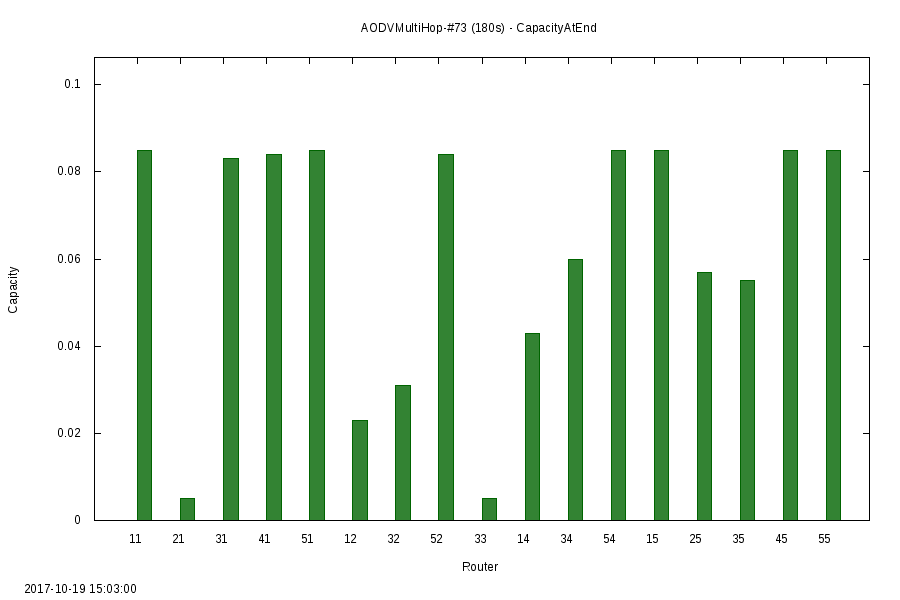 AODVMultiHop-#73 (180s) - CapacityAtEnd
0.1
0.08
0.06
0.04
0.02
0
Capacity
11 21 31 41 51 12 32 52 33 14 34 54 15 25 35 45 55
Router
2017-10-19 15:03:00